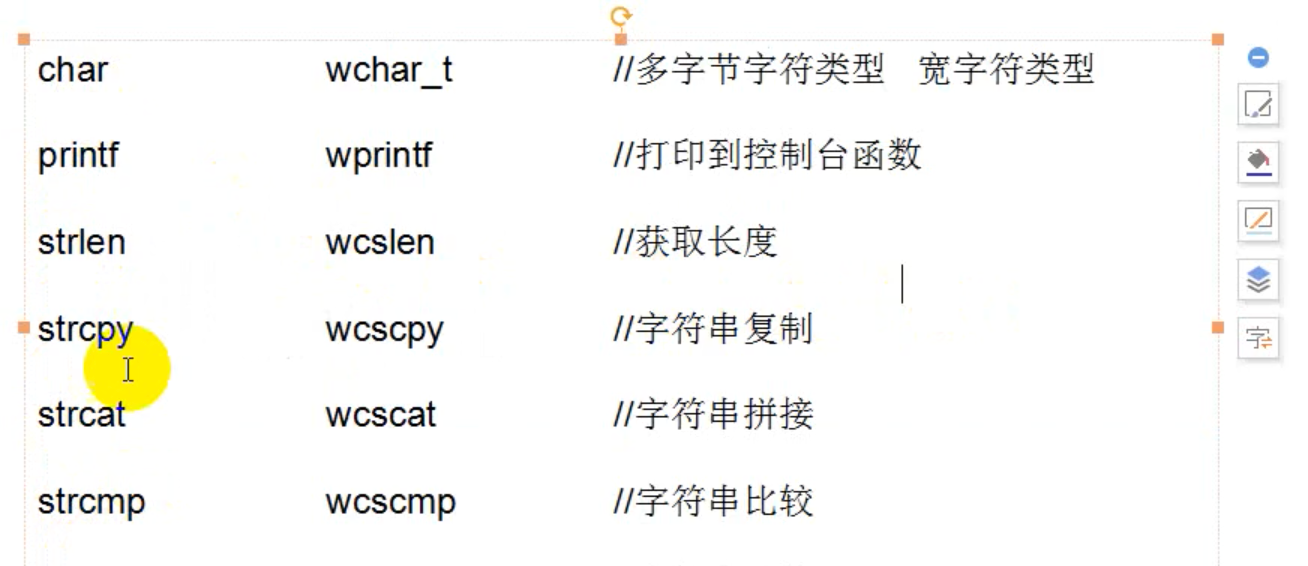 char wchar_t //多字节字符类型 宽字符类型
printf wprintf //打印到控制台函数
strlen wcslen //获取长度
strcpy wcscpy //字符串复制
strcat wcscat //字符串拼接
strcmp wcscmp //字符串比较
字